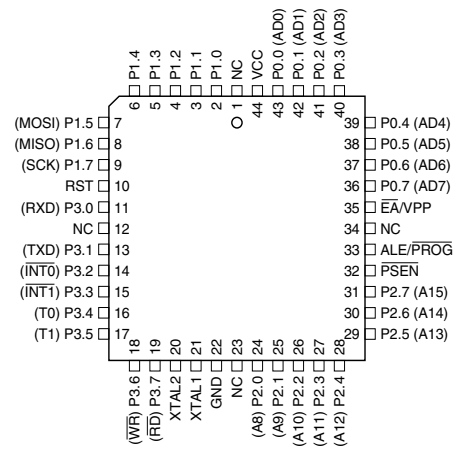 P1.4
P1.3
P1.2
P1.1
P1.0
NC
VCC
P0.0 (AD0)
P0.1 (AD1)
P0.2 (AD2)
P0.3 (AD3)
6
5
4
3
2
1
44
43
42
41
40
(MOSI) P1.5 7
(MISO) P1.6 8
(SCK) P1.7 9
RST 10
(RXD) P3.0 11
NC 12
(TXD) P3.1 13
(I̅N̅T̅0̅) P3.2 14
(I̅N̅T̅1̅) P3.3 15
(T0) P3.4 16
(T1) P3.5 17
39 P0.4 (AD4)
38 P0.5 (AD5)
37 P0.6 (AD6)
36 P0.7 (AD7)
35 E̅A̅/VPP
34 NC
33 ALE/P̅R̅O̅G̅
32 P̅S̅E̅N̅
31 P2.7 (A15)
30 P2.6 (A14)
29 P2.5 (A13)
18
19
20
21
22
23
24
25
26
27
28
(W̅R̅) P3.6
(R̅D̅) P3.7
XTAL2
XTAL1
GND
NC
(A8) P2.0
(A9) P2.1
(A10) P2.2
(A11) P2.3
(A12) P2.4